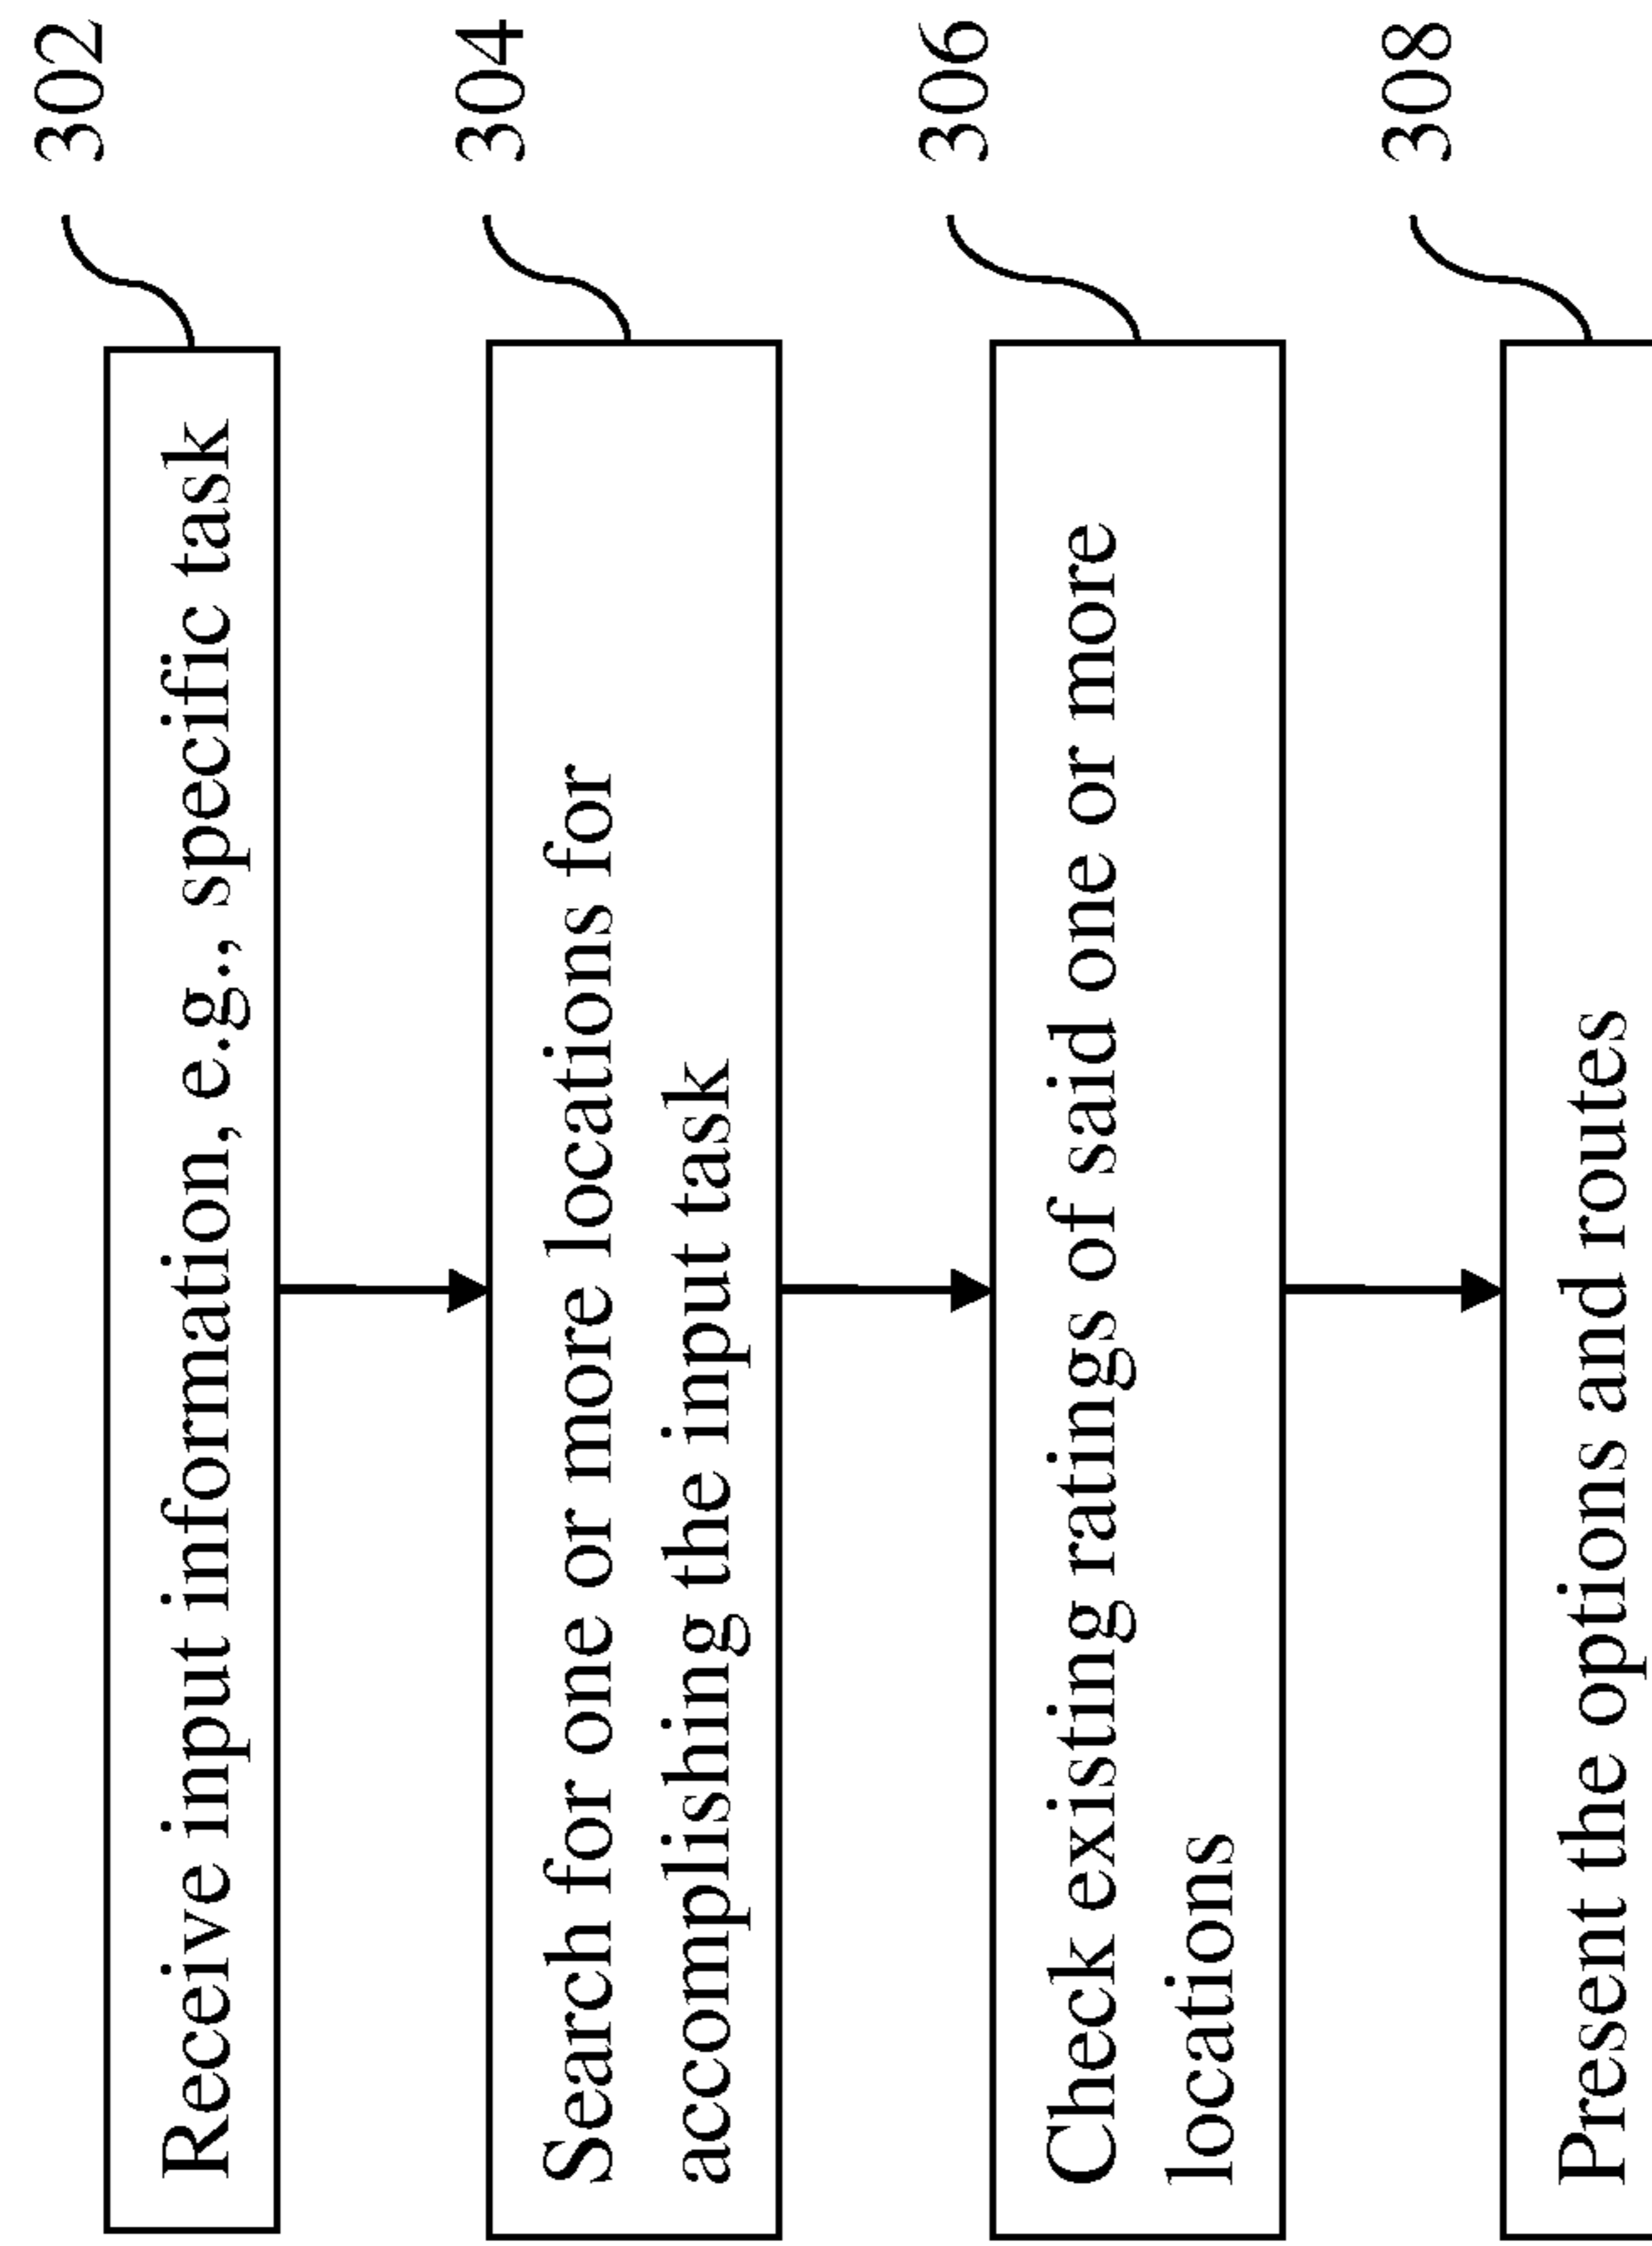 Receive input information, e.g., specific task
302
Search for one or more locations for
accomplishing the input task
304
Check existing ratings of said one or more
locations
306
Present the options and routes
308